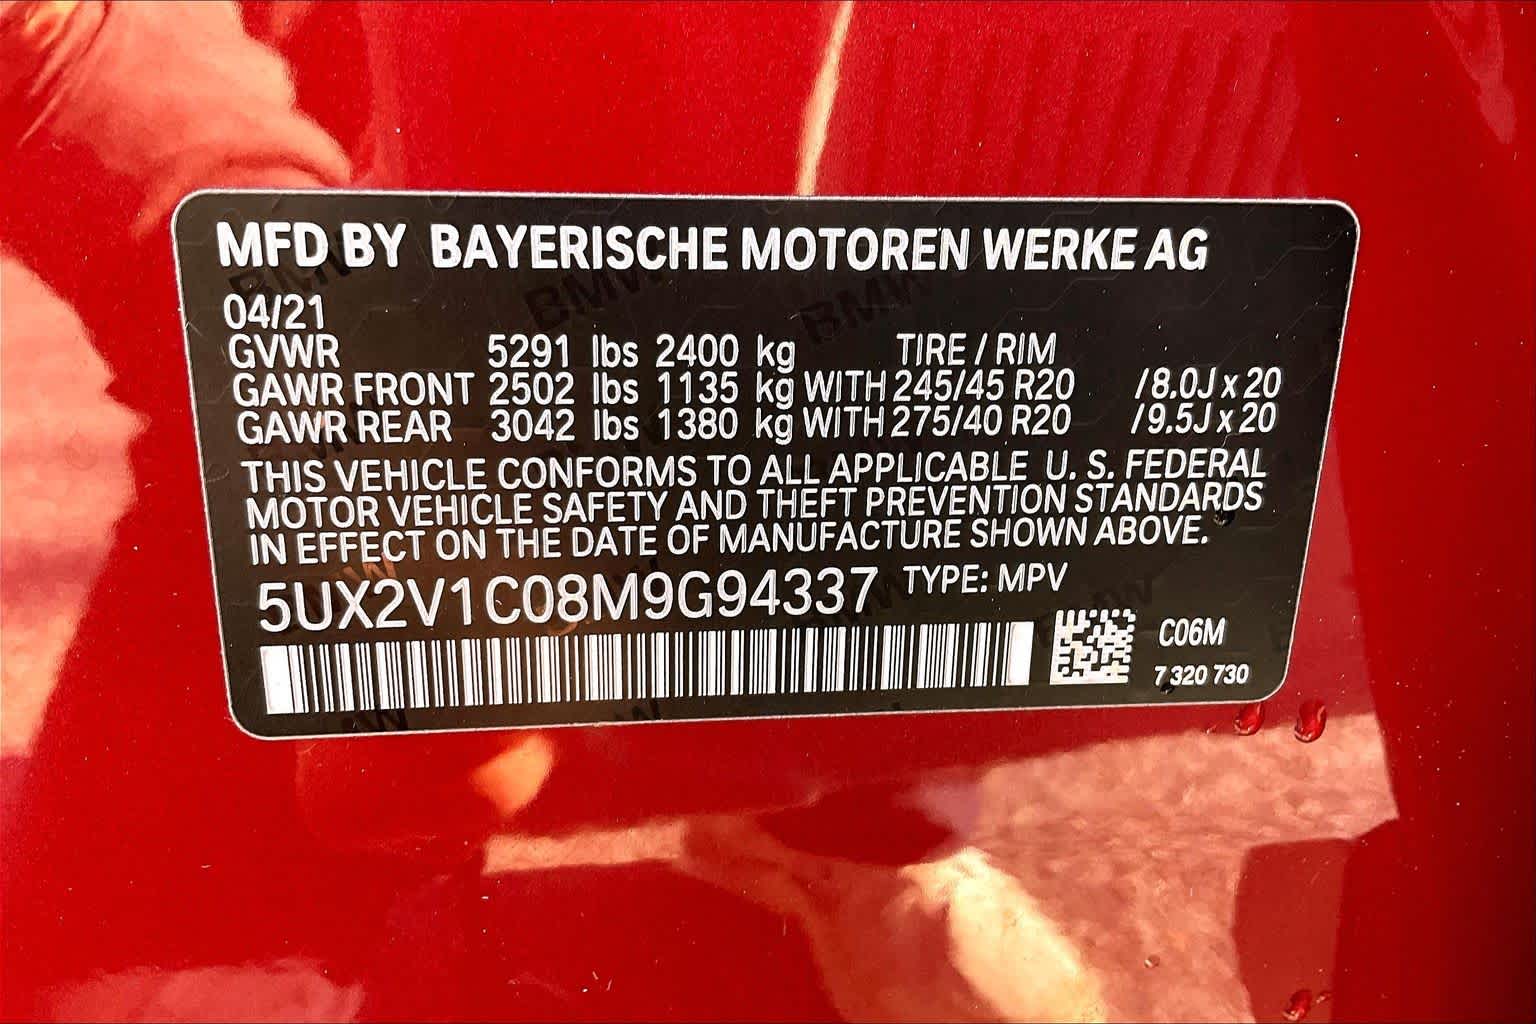 MFD BY BAYERISCHE MOTOREN WERKE AG
04/21
GVWR 5291 lbs 2400 kg TIRE / RIM
GAWR FRONT 2502 lbs 1135 kg WITH 245/45 R20 /8.0J x 20
GAWR REAR 3042 lbs 1380 kg WITH 275/40 R20 /9.5J x 20
THIS VEHICLE CONFORMS TO ALL APPLICABLE U. S. FEDERAL
MOTOR VEHICLE SAFETY AND THEFT PREVENTION STANDARDS
IN EFFECT ON THE DATE OF MANUFACTURE SHOWN ABOVE.
5UX2V1C08M9G94337 TYPE: MPV
C06M
7 320 730